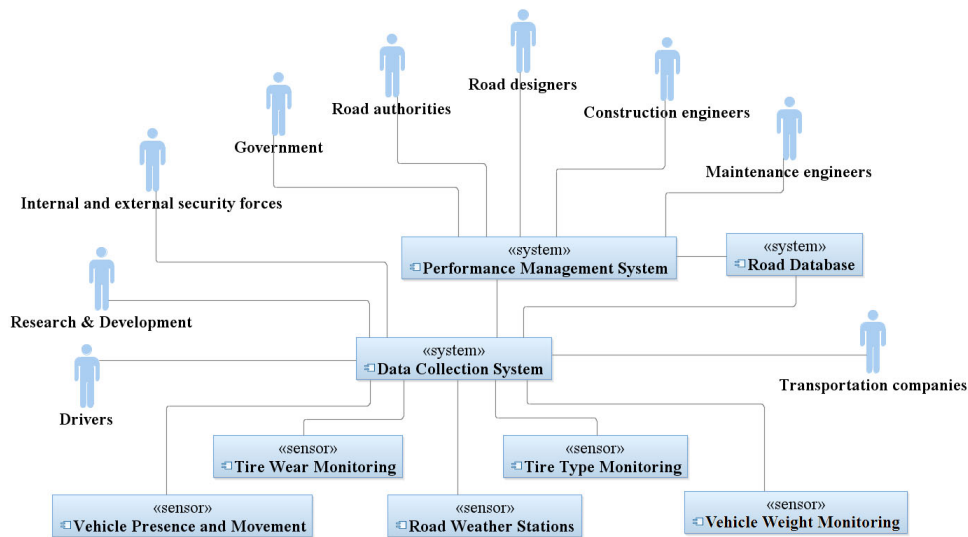 Road designers
Road authorities
Construction engineers
Government
Maintenance engineers
Internal and external security forces
«system»
Performance Management System
«system»
Road Database
Research & Development
«system»
Data Collection System
Transportation companies
Drivers
«sensor»
Tire Wear Monitoring
«sensor»
Tire Type Monitoring
«sensor»
Vehicle Presence and Movement
«sensor»
Road Weather Stations
«sensor»
Vehicle Weight Monitoring